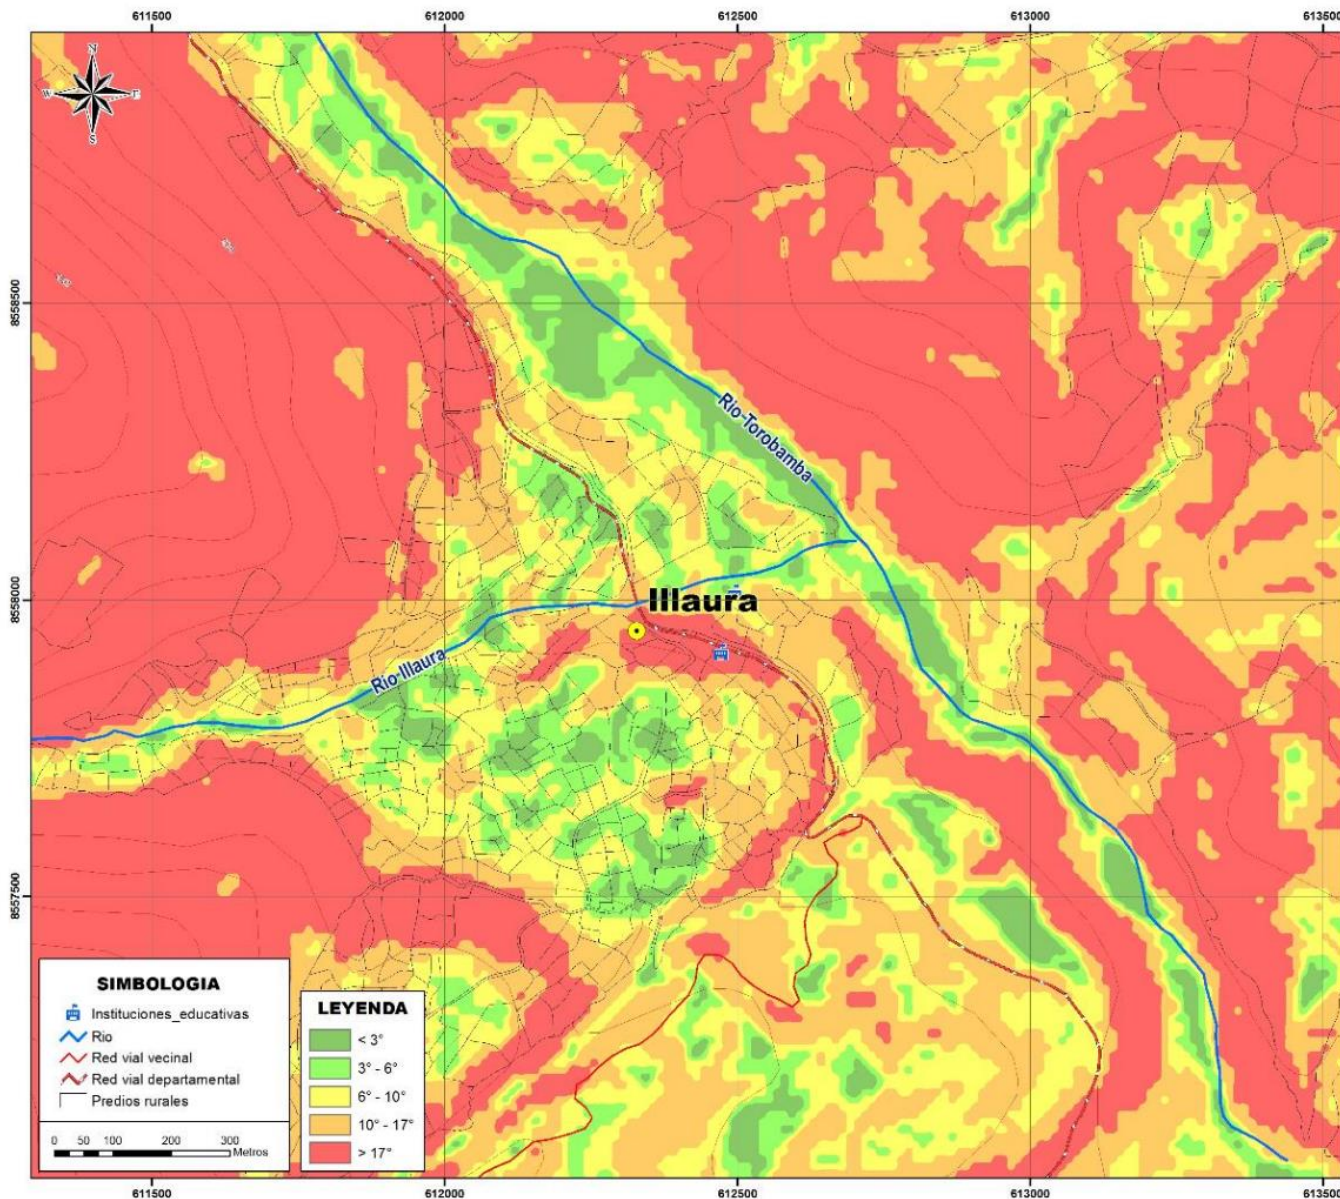 611500 612000 612500 613000 613500
N
W E
S
8558500
Rio-Torobamba
8558000
Illaura
Rio-Illaura
8557500
SIMBOLOGIA
Instituciones_educativas
Rio
Red vial vecinal
Red vial departamental
Predios rurales
0 50 100 200 300
Metros
LEYENDA
< 3°
3° - 6°
6° - 10°
10° - 17°
> 17°
611500 612000 612500 613000 613500